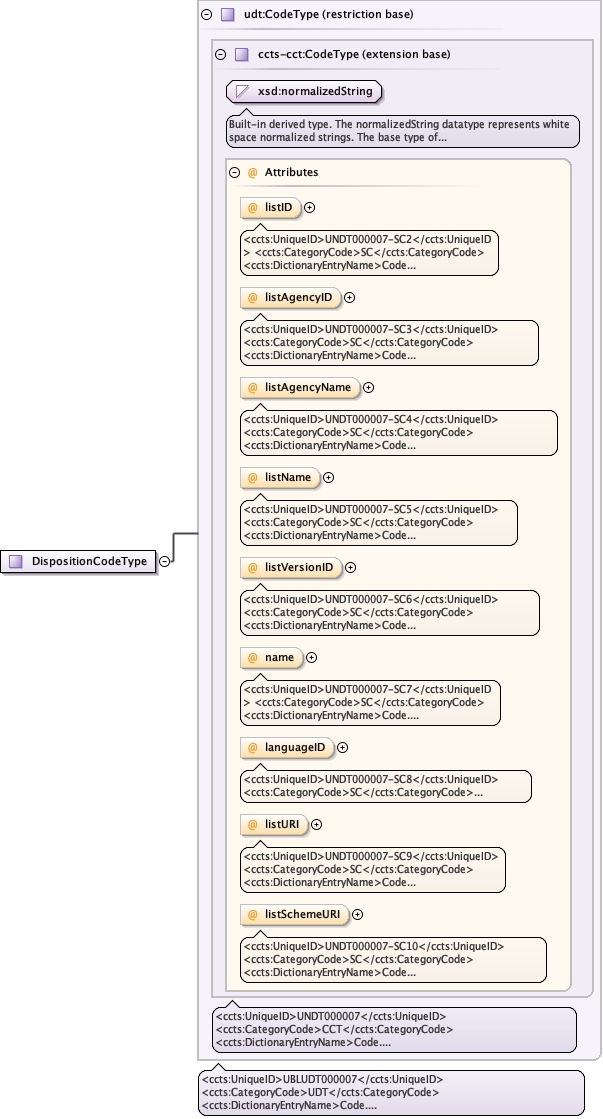 udt:CodeType (restriction base)
ccts-cct:CodeType (extension base)
xsd:normalizedString
Built-in derived type. The normalizedString datatype represents white
space normalized strings. The base type of...
@ Attributes
@ listID
<ccts:UniqueID>UNDT000007-SC2</ccts:UniqueID
> <ccts:CategoryCode>SC</ccts:CategoryCode>
<ccts:DictionaryEntryName>Code...
@ listAgencyID
<ccts:UniqueID>UNDT000007-SC3</ccts:UniqueID>
<ccts:CategoryCode>SC</ccts:CategoryCode>
<ccts:DictionaryEntryName>Code...
@ listAgencyName
<ccts:UniqueID>UNDT000007-SC4</ccts:UniqueID>
<ccts:CategoryCode>SC</ccts:CategoryCode>
<ccts:DictionaryEntryName>Code...
@ listName
<ccts:UniqueID>UNDT000007-SC5</ccts:UniqueID>
<ccts:CategoryCode>SC</ccts:CategoryCode>
<ccts:DictionaryEntryName>Code...
DispositionCodeType
@ listVersionID
<ccts:UniqueID>UNDT000007-SC6</ccts:UniqueID>
<ccts:CategoryCode>SC</ccts:CategoryCode>
<ccts:DictionaryEntryName>Code...
@ name
<ccts:UniqueID>UNDT000007-SC7</ccts:UniqueID
> <ccts:CategoryCode>SC</ccts:CategoryCode>
<ccts:DictionaryEntryName>Code....
@ languageID
<ccts:UniqueID>UNDT000007-SC8</ccts:UniqueID>
<ccts:CategoryCode>SC</ccts:CategoryCode>...
@ listURI
<ccts:UniqueID>UNDT000007-SC9</ccts:UniqueID>
<ccts:CategoryCode>SC</ccts:CategoryCode>
<ccts:DictionaryEntryName>Code...
@ listSchemeURI
<ccts:UniqueID>UNDT000007-SC10</ccts:UniqueID>
<ccts:CategoryCode>SC</ccts:CategoryCode>
<ccts:DictionaryEntryName>Code...
<ccts:UniqueID>UNDT000007</ccts:UniqueID>
<ccts:CategoryCode>CCT</ccts:CategoryCode>
<ccts:DictionaryEntryName>Code....
<ccts:UniqueID>UBLUDT000007</ccts:UniqueID>
<ccts:CategoryCode>UDT</ccts:CategoryCode>
<ccts:DictionaryEntryName>Code....